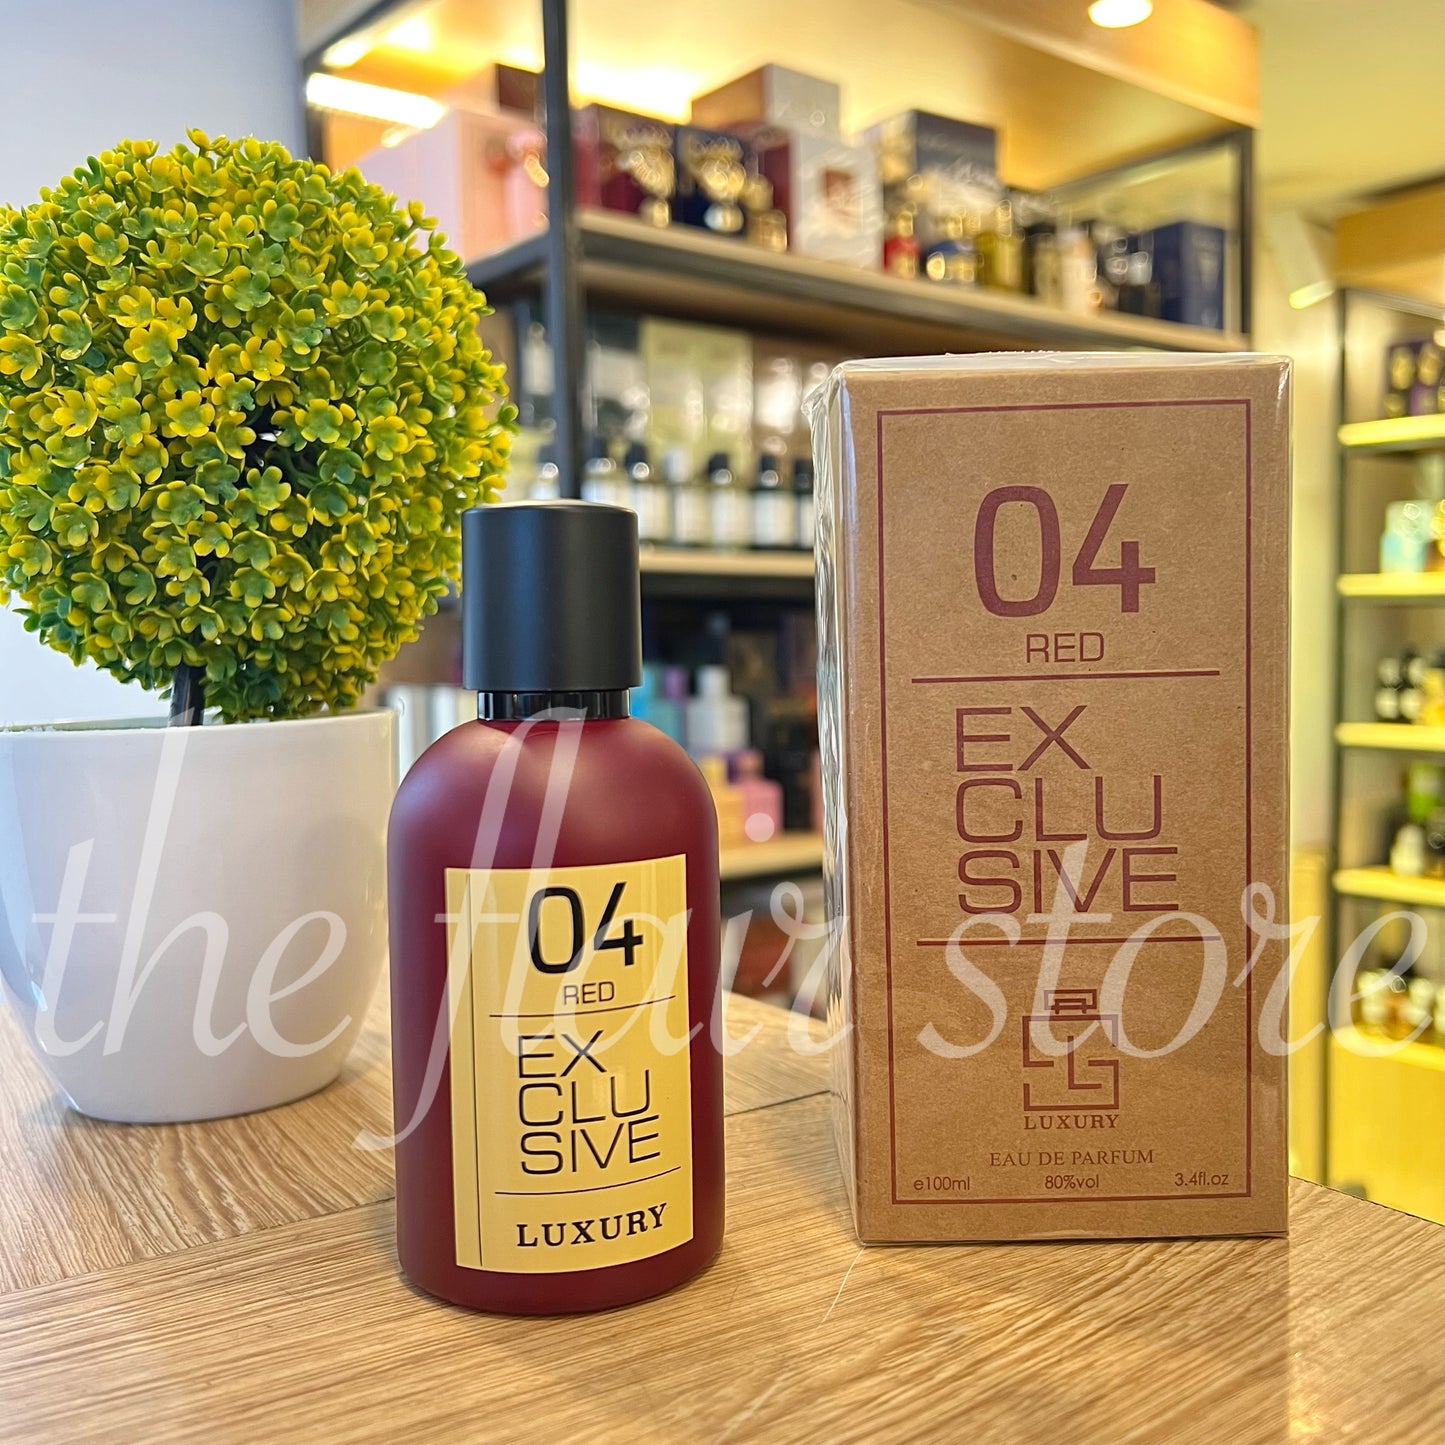 04
RED
EX
CLU
SIVE
LUXURY
04
RED
EX
CLU
SIVE
LUXURY
EAU DE PARFUM
e100ml 80%vol 3.4fl.oz
the flair store